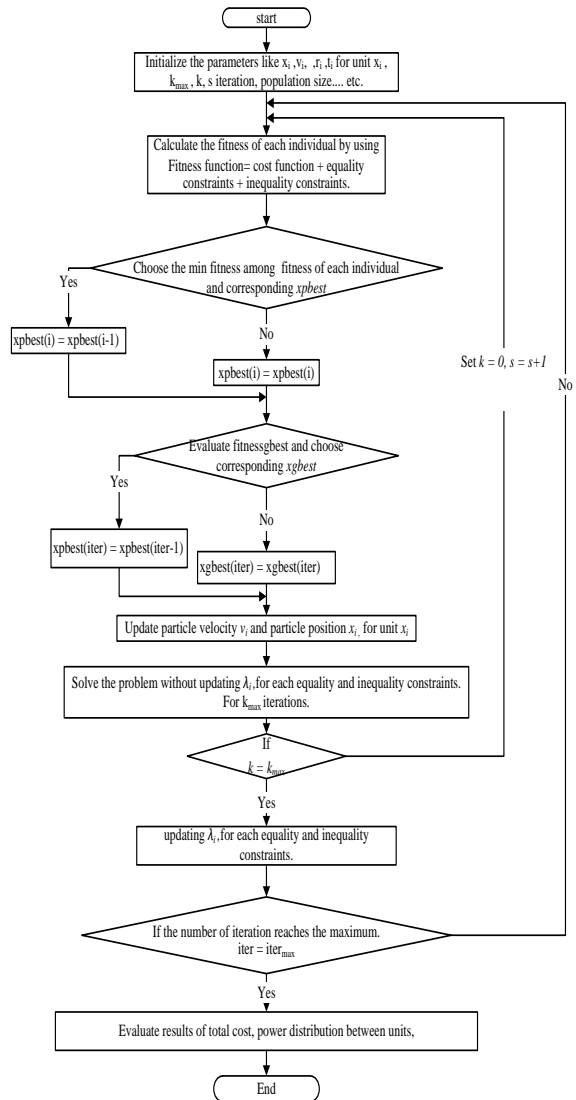 start
Initialize the parameters like xᵢ ,vᵢ, ,rᵢ ,tᵢ for unit xᵢ ,
kₘₐₓ , k, s iteration, population size.... etc.
Calculate the fitness of each individual by using
Fitness function= cost function + equality
constraints + inequality constraints.
Choose the min fitness among fitness of each individual
and corresponding xpbest
Yes
xpbest(i) = xpbest(i-1)
No
xpbest(i) = xpbest(i)
Set k = 0, s = s+1
No
Evaluate fitnessgbest and choose
corresponding xgbest
Yes
xpbest(iter) = xpbest(iter-1)
No
xgbest(iter) = xgbest(iter)
Update particle velocity vᵢ and particle position xᵢ, for unit xᵢ
Solve the problem without updating λᵢ,for each equality and inequality constraints.
For kₘₐₓ iterations.
If
k = kₘₐₓ
Yes
updating λᵢ,for each equality and inequality
constraints.
If the number of iteration reaches the maximum.
iter = iterₘₐₓ
Yes
Evaluate results of total cost, power distribution between units,
End